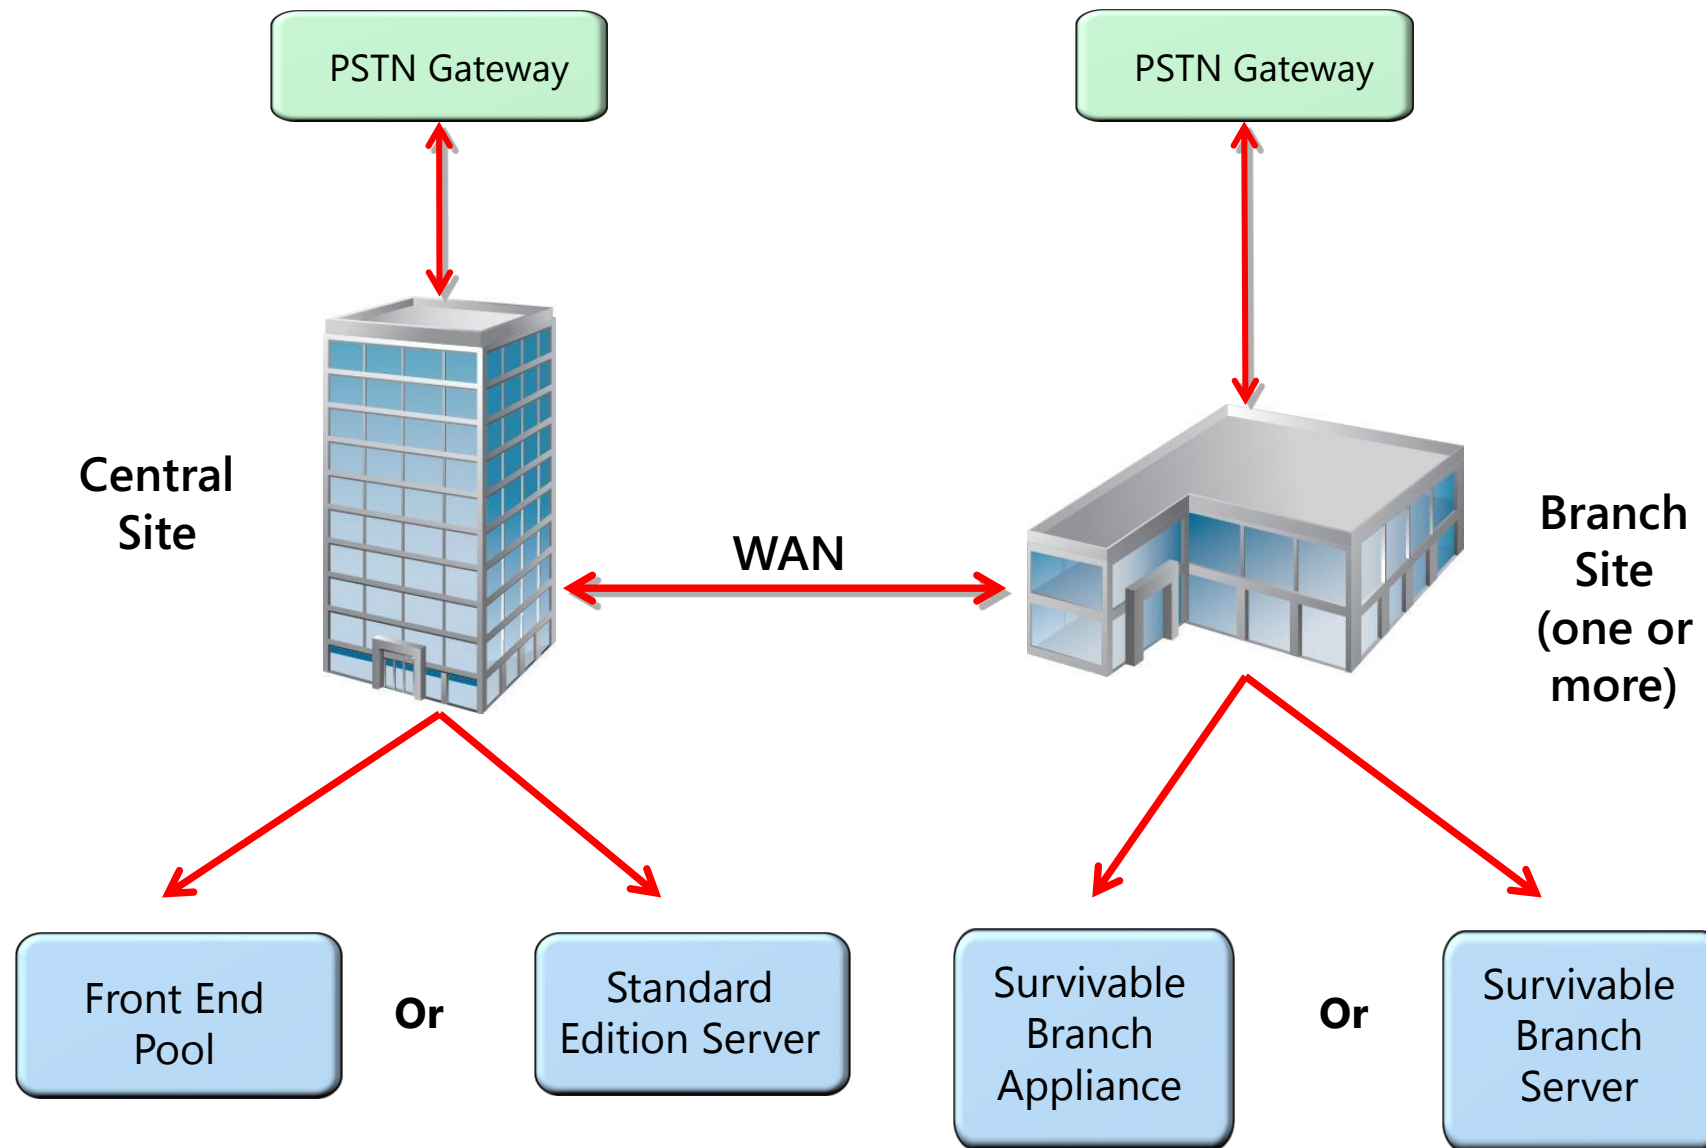 PSTN Gateway
PSTN Gateway
Central
Site
WAN
Branch
Site
(one or
more)
Front End
Pool
Or
Standard
Edition Server
Survivable
Branch
Appliance
Or
Survivable
Branch
Server